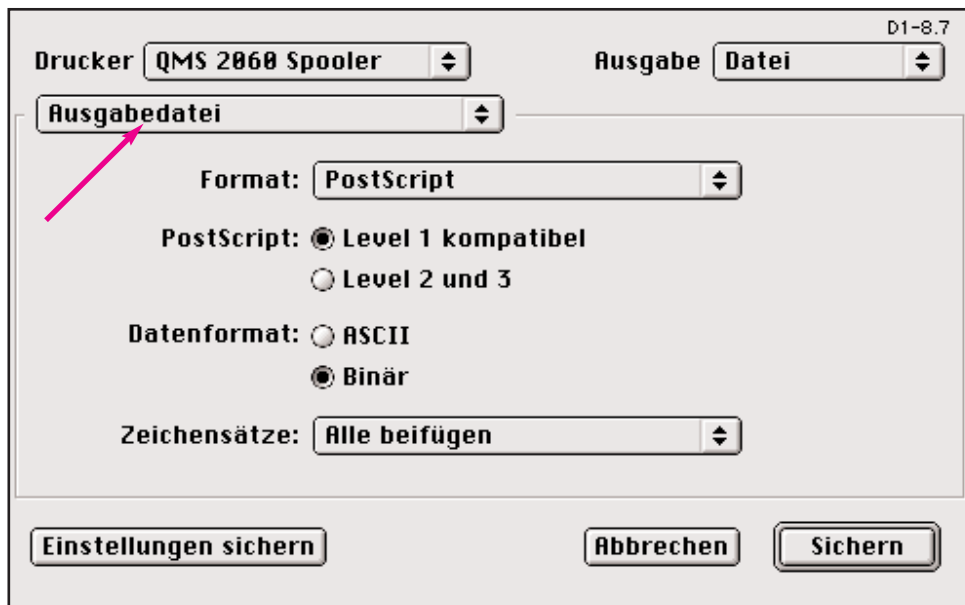 D1-8.7
Drucker QMS 2060 Spooler Ausgabe Datei
Ausgabedatei
Format: PostScript
PostScript: Level 1 kompatibel
Level 2 und 3
Datenformat: ASCII
Binär
Zeichensätze: Alle beifügen
Einstellungen sichern Abbrechen Sichern